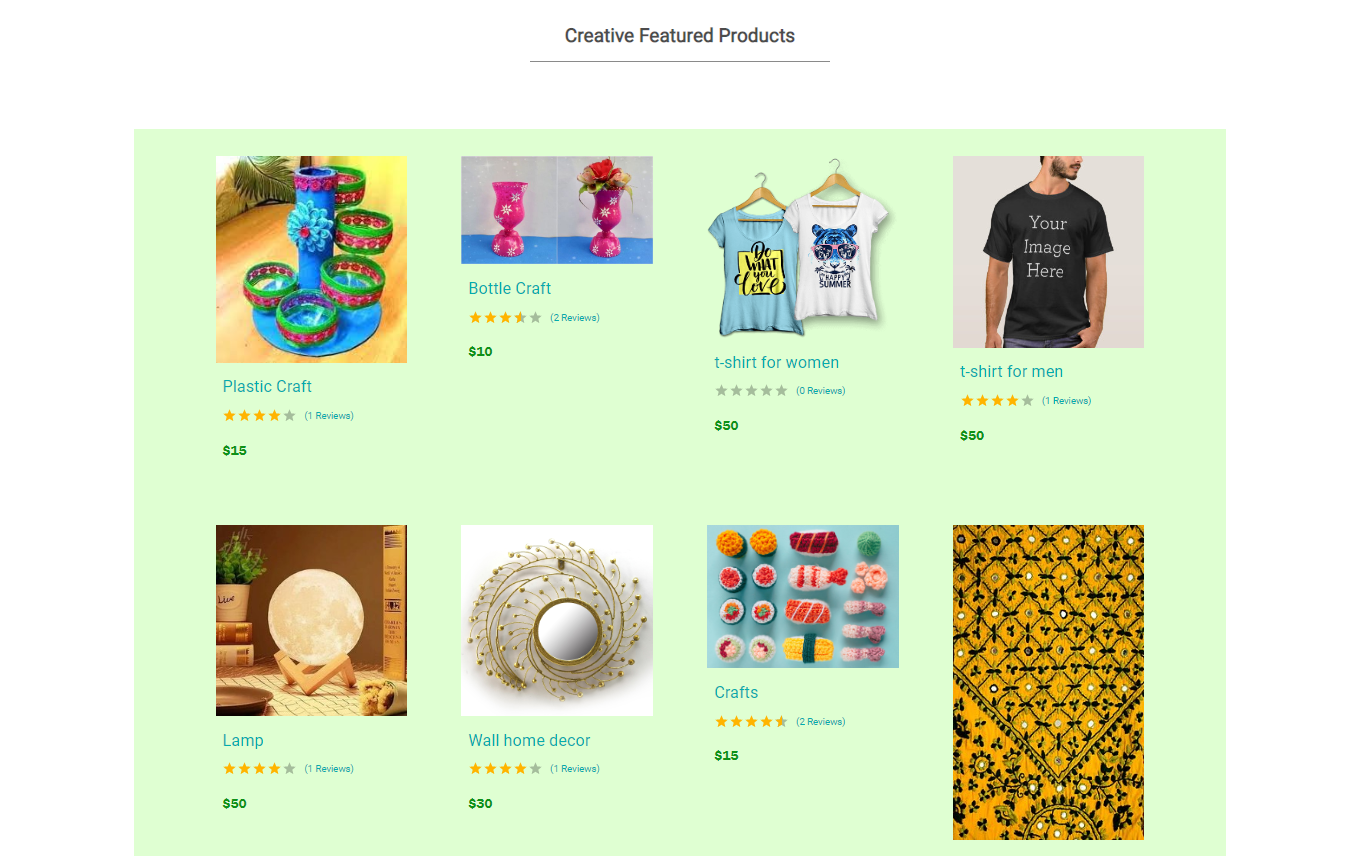 Creative Featured Products
Plastic Craft
(1 Reviews)
$15
Bottle Craft
(2 Reviews)
$10
Do
WHAT
you
love
HAPPY
SUMMER
t-shirt for women
(0 Reviews)
$50
Your
Image
Here
t-shirt for men
(1 Reviews)
$50
Live
Lamp
(1 Reviews)
$50
Wall home decor
(1 Reviews)
$30
Crafts
(2 Reviews)
$15